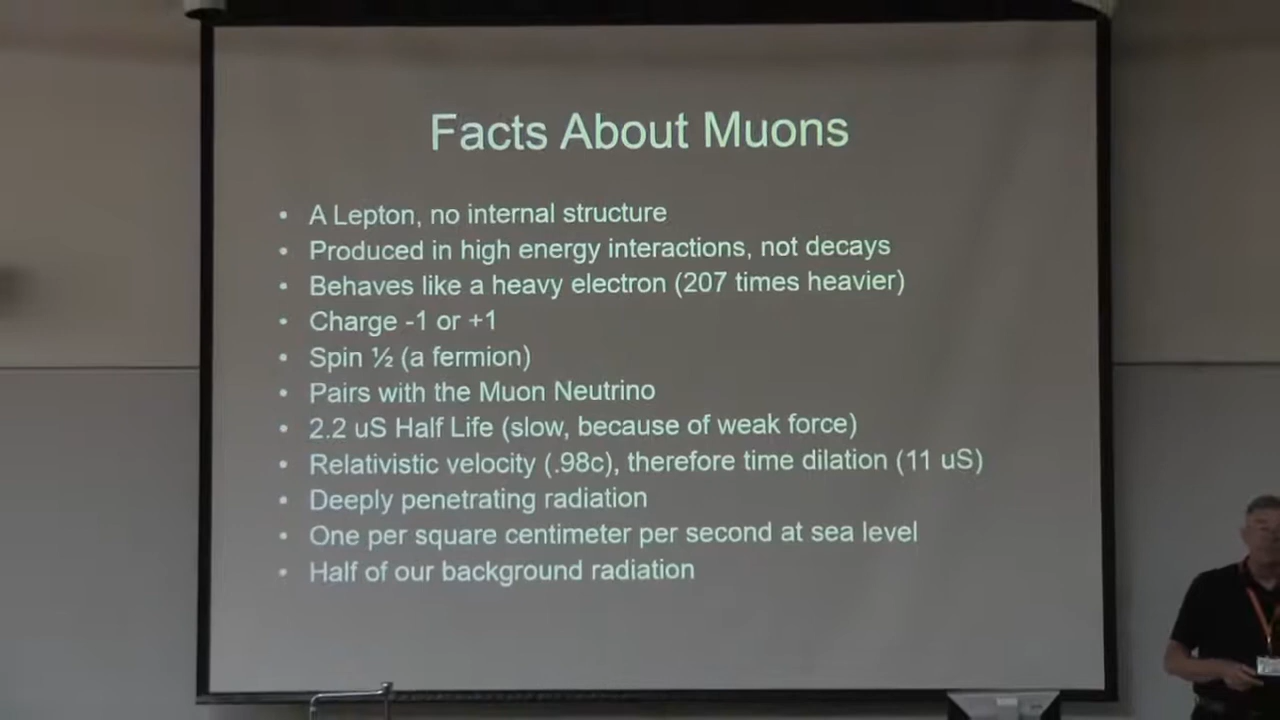 Facts About Muons
• A Lepton, no internal structure
• Produced in high energy interactions, not decays
• Behaves like a heavy electron (207 times heavier)
• Charge -1 or +1
• Spin ½ (a fermion)
• Pairs with the Muon Neutrino
• 2.2 uS Half Life (slow, because of weak force)
• Relativistic velocity (.98c), therefore time dilation (11 uS)
• Deeply penetrating radiation
• One per square centimeter per second at sea level
• Half of our background radiation